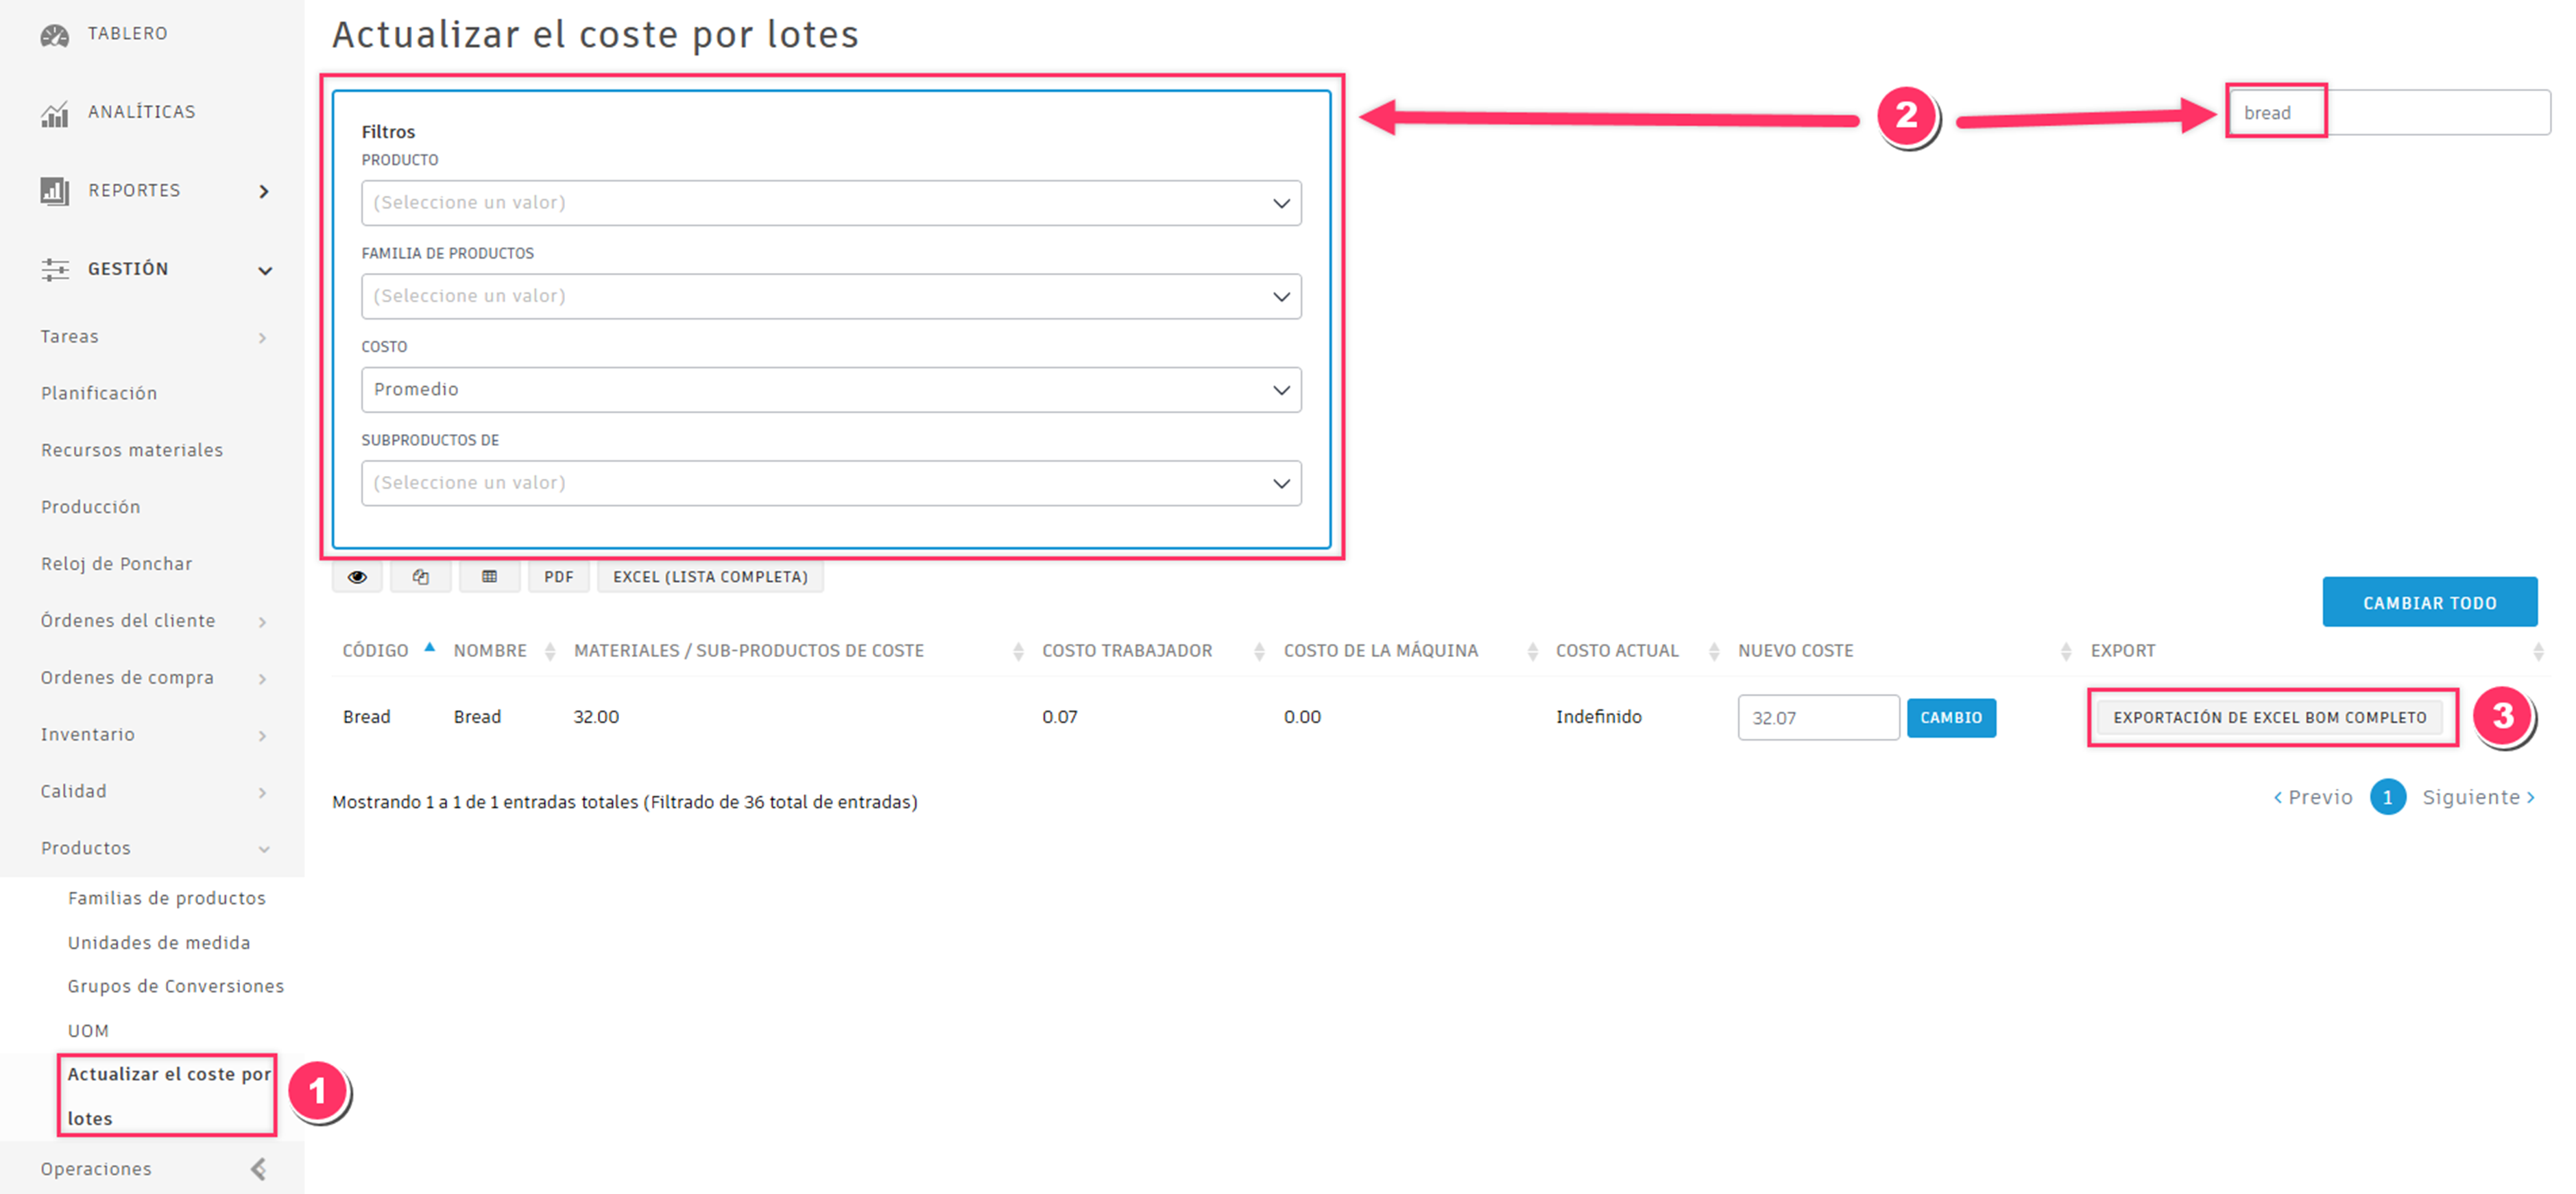 TABLERO
ANALÍTICAS
REPORTES
GESTIÓN
Tareas
Planificación
Recursos materiales
Producción
Reloj de Ponchar
Órdenes del cliente
Ordenes de compra
Inventario
Calidad
Productos
Familias de productos
Unidades de medida
Grupos de Conversiones
UOM
Actualizar el coste por
lotes
1
Operaciones
Actualizar el coste por lotes
2
bread
Filtros
PRODUCTO
(Seleccione un valor)
FAMILIA DE PRODUCTOS
(Seleccione un valor)
COSTO
Promedio
SUBPRODUCTOS DE
(Seleccione un valor)
PDF EXCEL (LISTA COMPLETA)
CAMBIAR TODO
CÓDIGO NOMBRE MATERIALES / SUB-PRODUCTOS DE COSTE COSTO TRABAJADOR COSTO DE LA MÁQUINA COSTO ACTUAL NUEVO COSTE EXPORT
Bread Bread 32.00 0.07 0.00 Indefinido 32.07 CAMBIO EXPORTACIÓN DE EXCEL BOM COMPLETO 3
Mostrando 1 a 1 de 1 entradas totales (Filtrado de 36 total de entradas)
Previo 1 Siguiente